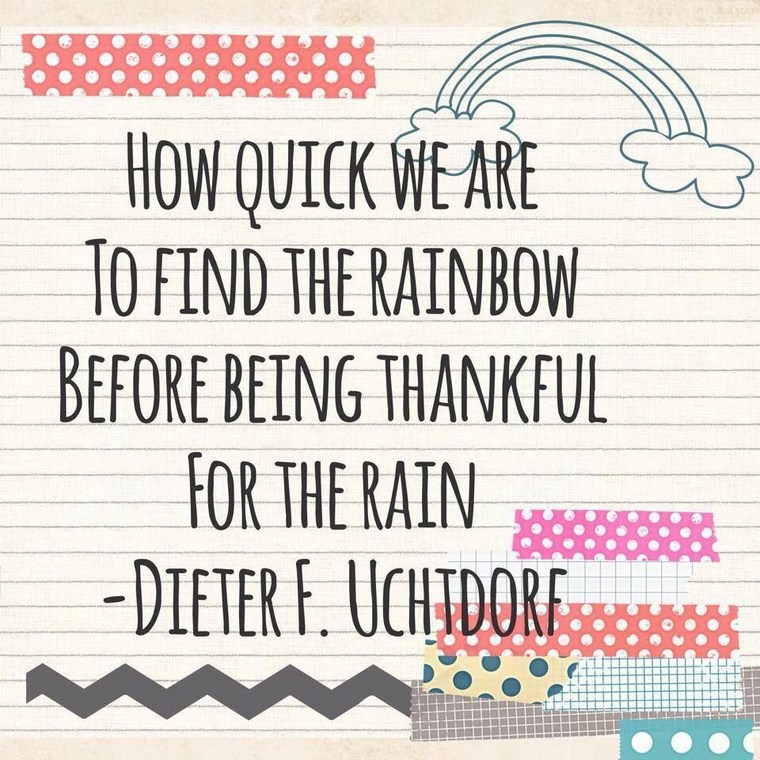 How quick we are
To find the rainbow
Before being thankful
For the rain
-Dieter F. Uchtdorf